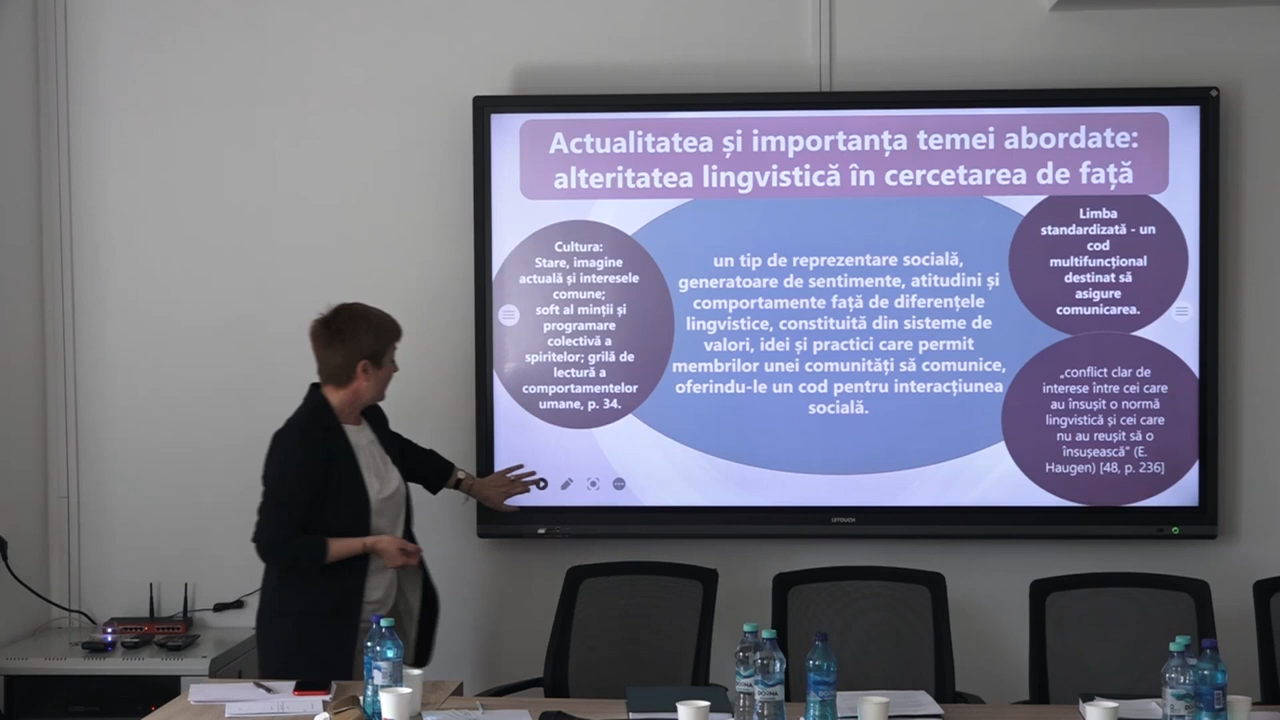 Actualitatea și importanța temei abordate:
alteritatea lingvistică în cercetarea de față
Cultura:
Stare, imagine
actuală și interesele
comune;
soft al minții și
programare
colectivă a
spiritelor; grilă de
lectură a
comportamentelor
umane, p. 34.
un tip de reprezentare socială,
generatoare de sentimente, atitudini și
comportamente față de diferențele
lingvistice, constituită din sisteme de
valori, idei și practici care permit
membrilor unei comunități să comunice,
oferindu-le un cod pentru interacțiunea
socială.
Limba
standardizată - un
cod
multifuncțional
destinat să
asigure
comunicarea.
„conflict clar de
interese între cei care
au însușit o normă
lingvistică și cei care
nu au reușit să o
însușească” (E.
Haugen) [48, p. 236]
DORNA
DORNA